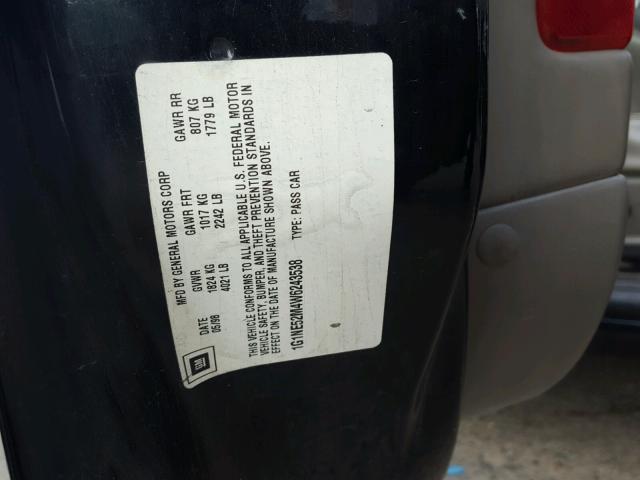 MFD BY GENERAL MOTORS CORP
DATE GVWR GAWR FRT GAWR RR
05/98 1824 KG 1017 KG 807 KG
4021 LB 2242 LB 1779 LB
THIS VEHICLE CONFORMS TO ALL APPLICABLE U.S. FEDERAL MOTOR
VEHICLE SAFETY, BUMPER, AND THEFT PREVENTION STANDARDS IN
EFFECT ON THE DATE OF MANUFACTURE SHOWN ABOVE.
1G1NE52M4W6243538 TYPE: PASS CAR
GM